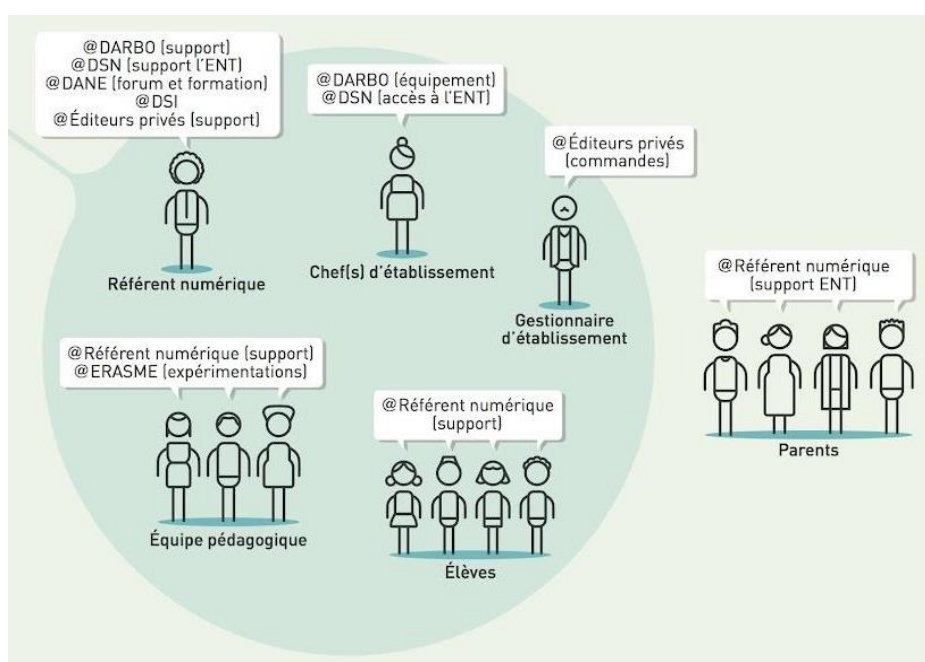 @DARBO (support)
@DSN (support l'ENT)
@DANE (forum et formation)
@DSI
@Éditeurs privés (support)
Référent numérique
@DARBO (équipement)
@DSN (accès à l'ENT)
Chef(s) d'établissement
@Éditeurs privés
(commandes)
Gestionnaire
d'établissement
@Référent numérique
(support ENT)
Parents
@Référent numérique (support)
@ERASME (expérimentations)
Équipe pédagogique
@Référent numérique
(support)
Élèves